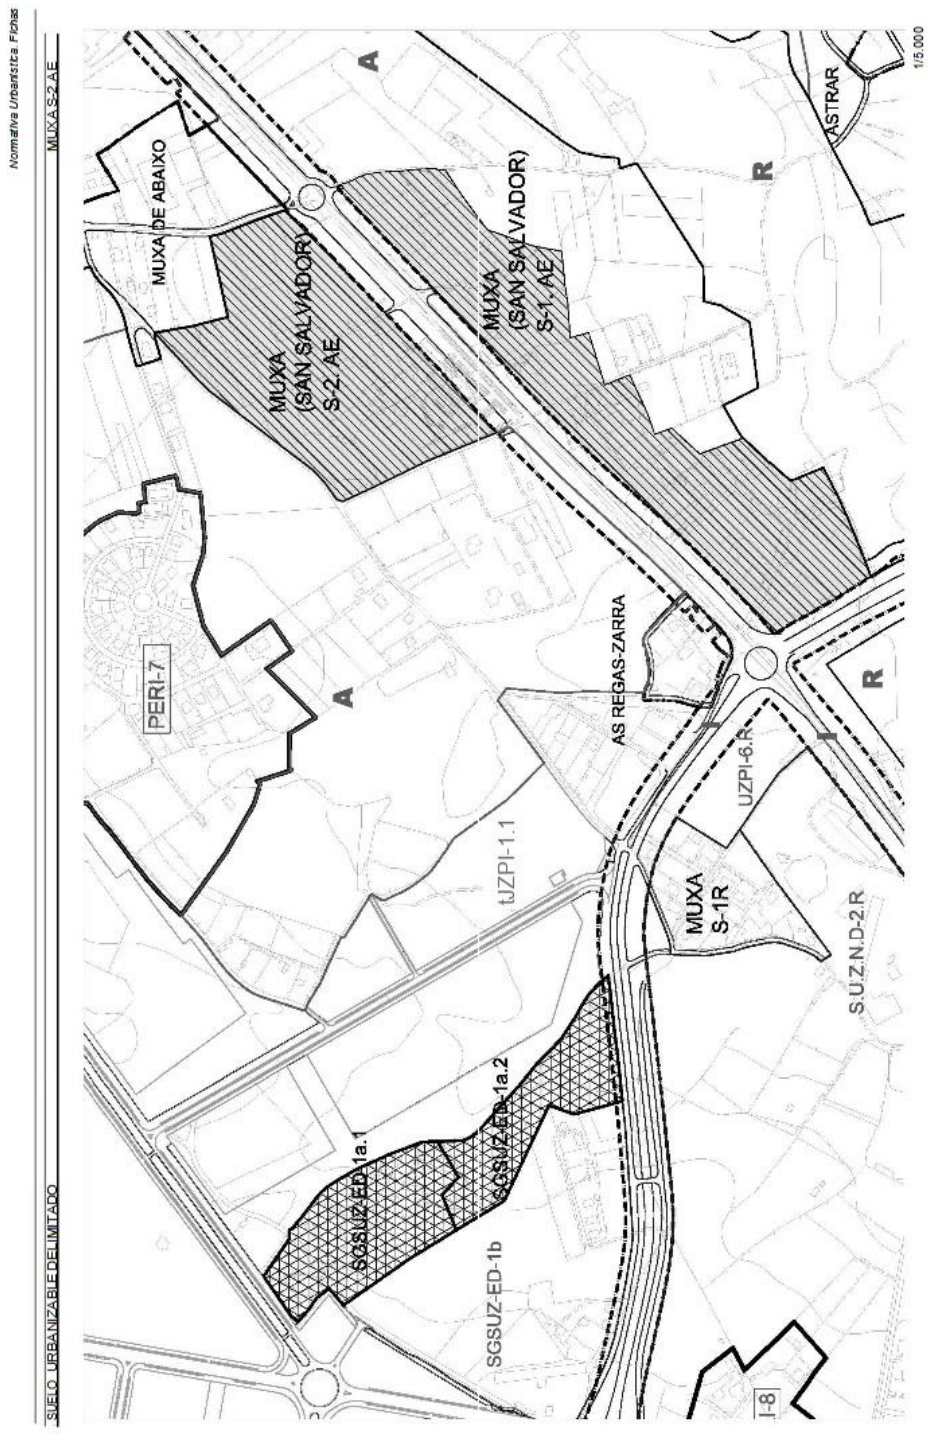 Normativa Urbanística. Fichas
SUELO URBANIZABLE DELIMITADO
MUXA S-2.AE
PERI-7
MUXA DE ABAIXO
A
MUXA
(SAN SALVADOR)
S-2. AE
A
MUXA
(SAN SALVADOR)
S-1. AE
R
ASTRAR
SGSUZ-ED-1a.1
SGSUZ-ED-1a.2
SGSUZ-ED-1b
UZPI-1.1
AS REGAS-ZARRA
UZPI-6.R
I
I
R
MUXA
S-1R
S.U.Z.N.D-2.R
I-8
1/5.000